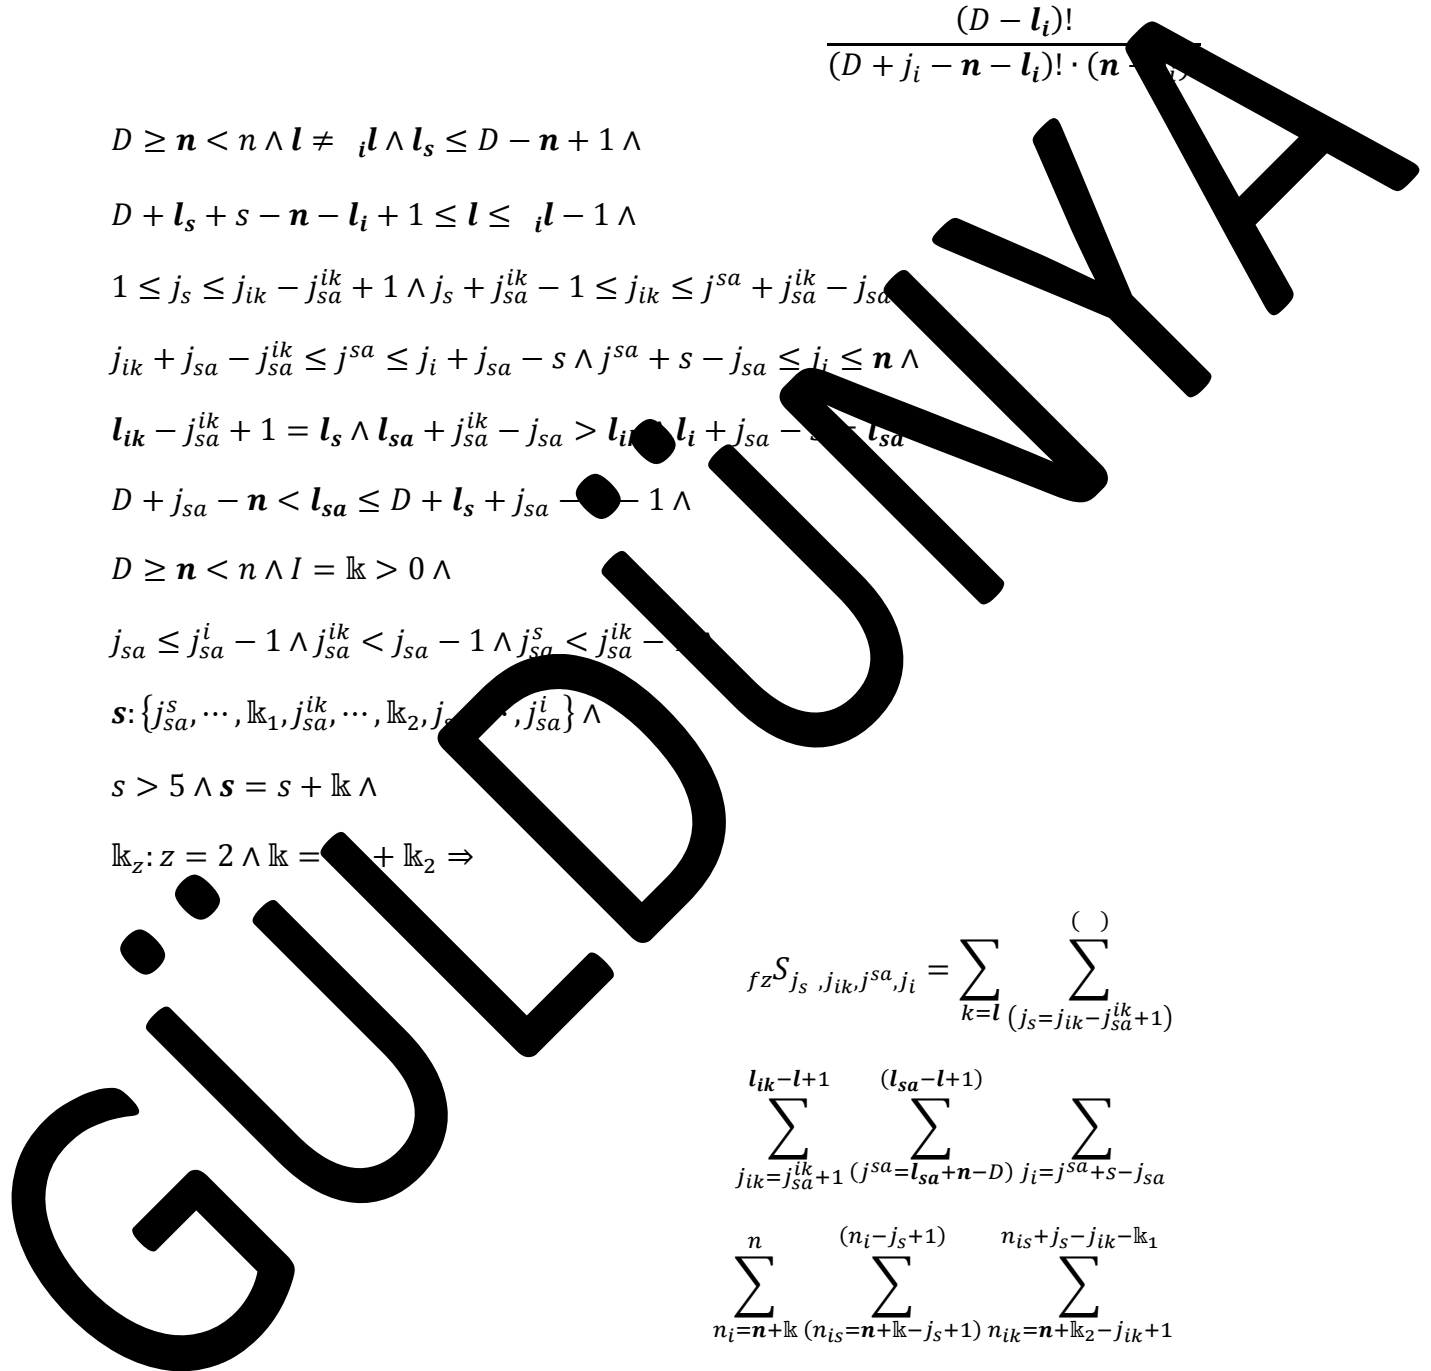 (D − l_i)!
(D + j_i − n − l_i)! · (n
D ≥ n < n ∧ l ≠ _il ∧ l_s ≤ D − n + 1 ∧
D + l_s + s − n − l_i + 1 ≤ l ≤ _il − 1 ∧
1 ≤ j_s ≤ j_ik − j_sa^ik + 1 ∧ j_s + j_sa^ik − 1 ≤ j_ik ≤ j^sa + j_sa^ik − j_sa
j_ik + j_sa − j_sa^ik ≤ j^sa ≤ j_i + j_sa − s ∧ j^sa + s − j_sa ≤ j_i ≤ n ∧
l_ik − j_sa^ik + 1 = l_s ∧ l_sa + j_sa^ik − j_sa > l_ik ∧ l_i + j_sa − l_sa
D + j_sa − n < l_sa ≤ D + l_s + j_sa − − 1 ∧
D ≥ n < n ∧ I = 𝕜 > 0 ∧
j_sa ≤ j_sa^i − 1 ∧ j_sa^ik < j_sa − 1 ∧ j_sa^s < j_sa^ik −
s: {j_sa^s, ⋯, 𝕜_1, j_sa^ik, ⋯, 𝕜_2, , j_sa^i} ∧
s > 5 ∧ s = s + 𝕜 ∧
𝕜_z: z = 2 ∧ 𝕜 = + 𝕜_2 ⇒
_fzS_{j_s ,j_ik,j^sa,j_i} = ∑_{k=l} ∑_{(j_s=j_ik−j_sa^ik+1)}^{( )}
∑_{j_ik=j_sa^ik+1}^{l_ik−l+1} ∑_{(j^sa=l_sa+n−D)}^{(l_sa−l+1)} ∑_{j_i=j^sa+s−j_sa}
∑_{n_i=n+𝕜}^{n} ∑_{(n_is=n+𝕜−j_s+1)}^{(n_i−j_s+1)} ∑_{n_ik=n+𝕜_2−j_ik+1}^{n_is+j_s−j_ik−𝕜_1}
GÜLDÜNYA